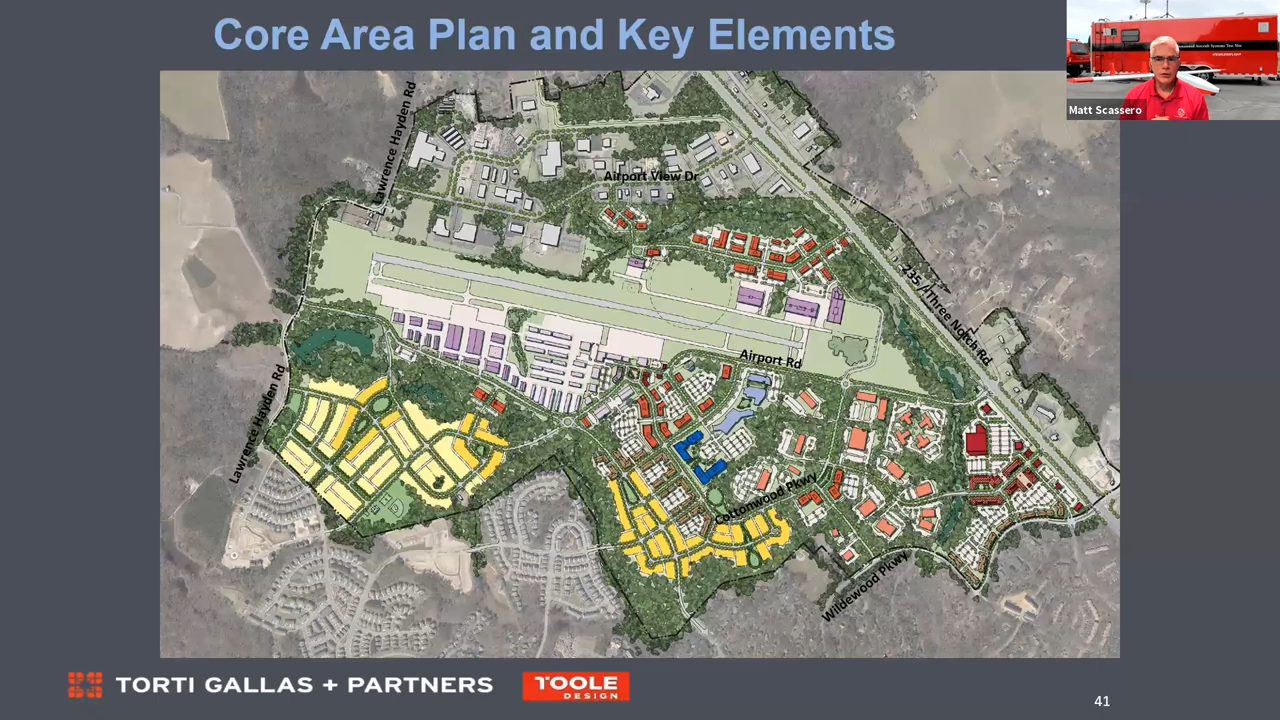 Core Area Plan and Key Elements
Matt Scassero
Lawrence Hayden Rd
Airport View Dr
235 / Three Notch Rd
Airport Rd
Lawrence Hayden Rd
Cottonwood Pkwy
Wildewood Pkwy
TORTI GALLAS + PARTNERS
TOOLE
DESIGN
41